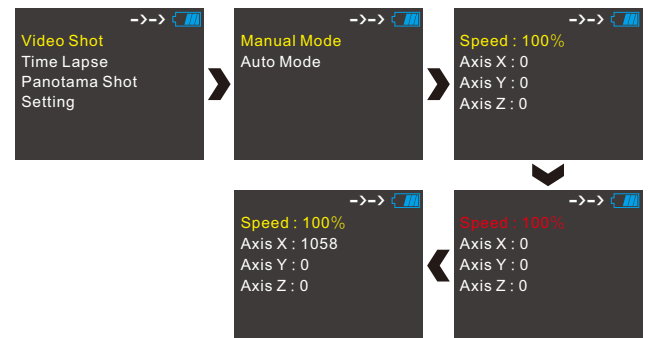 ->->
Video Shot
Time Lapse
Panotama Shot
Setting
->->
Manual Mode
Auto Mode
->->
Speed : 100%
Axis X : 0
Axis Y : 0
Axis Z : 0
->->
Speed : 100%
Axis X : 0
Axis Y : 0
Axis Z : 0
->->
Speed : 100%
Axis X : 1058
Axis Y : 0
Axis Z : 0